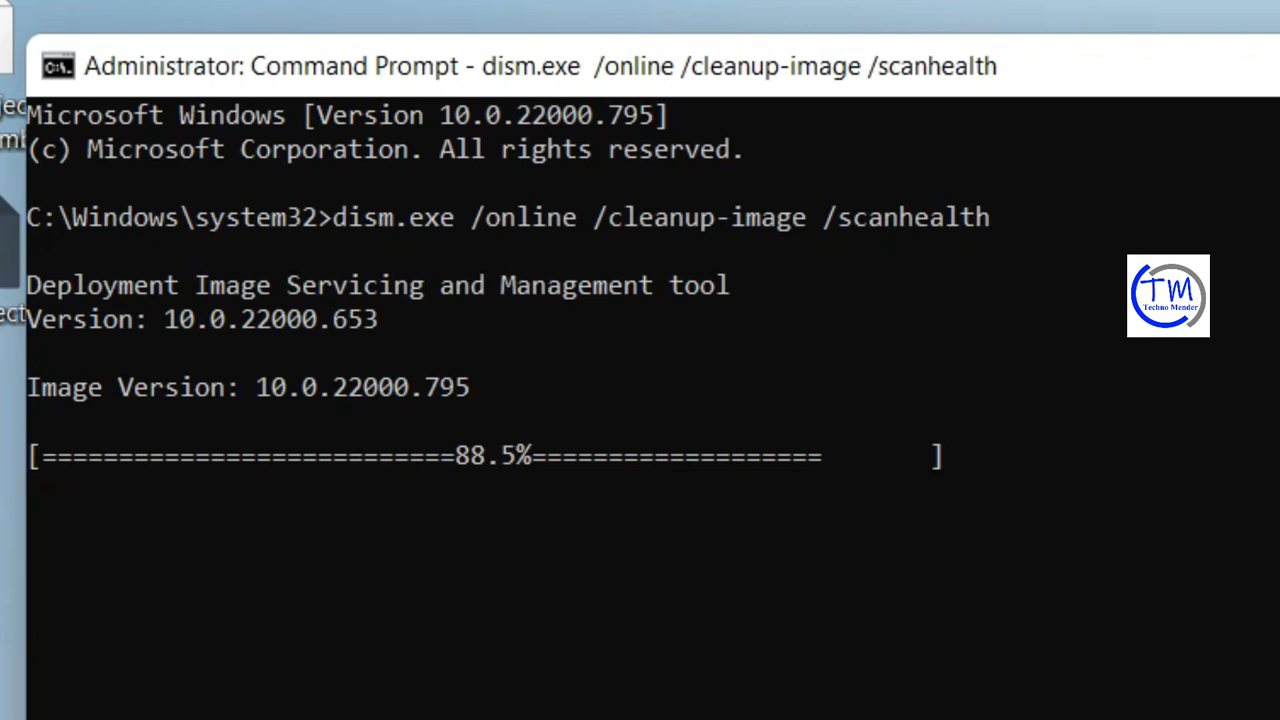 Administrator: Command Prompt - dism.exe  /online /cleanup-image /scanhealth
Microsoft Windows [Version 10.0.22000.795]
(c) Microsoft Corporation. All rights reserved.
C:\Windows\system32>dism.exe /online /cleanup-image /scanhealth
Deployment Image Servicing and Management tool
Version: 10.0.22000.653
Image Version: 10.0.22000.795
[===========================88.5%===================       ]
TM
Techno Mender